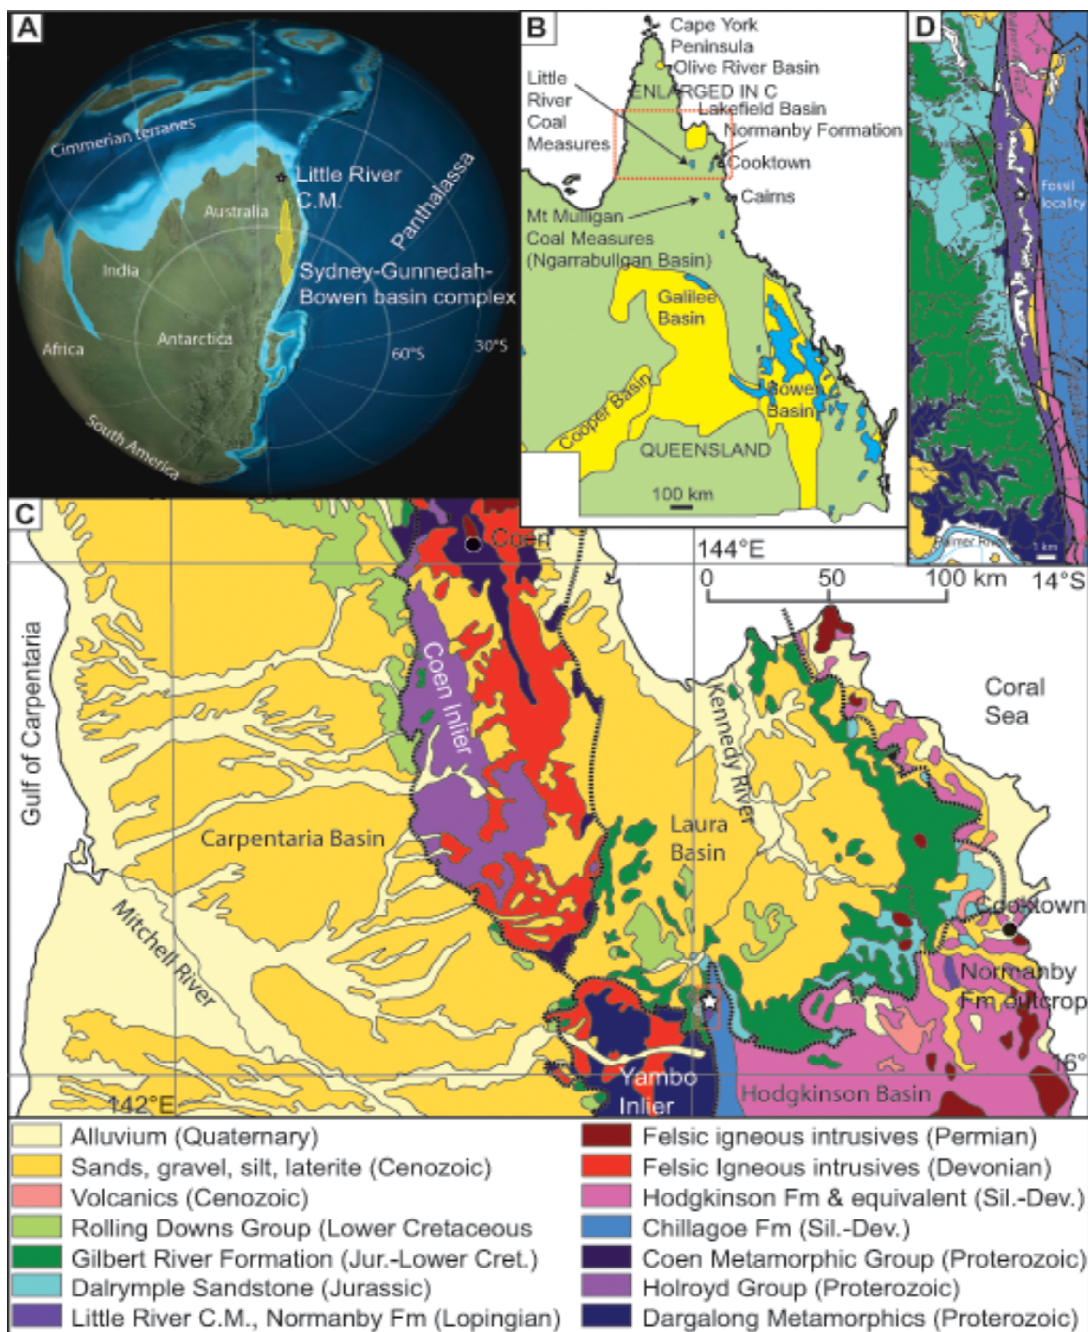 A
Cimmerian terranes
Little River
C.M.
Australia
Panthalassa
India
Sydney-Gunnedah-
Bowen basin complex
Antarctica
Africa
60°S
30°S
South America
B
Cape York
Peninsula
Olive River Basin
Little
River
Coal
Measures
ENLARGED IN C
Lakefield Basin
Normanby Formation
Cooktown
Cairns
Mt Mulligan
Coal Measures
(Ngarrabullgan Basin)
Galilee
Basin
Bowen
Basin
Cooper Basin
QUEENSLAND
100 km
D
Fossil
locality
Palmer River
1 km
C
Coen
144°E
0 50 100 km
14°S
Gulf of Carpentaria
Coen Inlier
Kennedy River
Coral
Sea
Carpentaria Basin
Laura
Basin
Mitchell River
Cooktown
Normanby
Fm outcrop
16°
Yambo
Inlier
Hodgkinson Basin
142°E
Alluvium (Quaternary)
Sands, gravel, silt, laterite (Cenozoic)
Volcanics (Cenozoic)
Rolling Downs Group (Lower Cretaceous
Gilbert River Formation (Jur.-Lower Cret.)
Dalrymple Sandstone (Jurassic)
Little River C.M., Normanby Fm (Lopingian)
Felsic igneous intrusives (Permian)
Felsic Igneous intrusives (Devonian)
Hodgkinson Fm & equivalent (Sil.-Dev.)
Chillagoe Fm (Sil.-Dev.)
Coen Metamorphic Group (Proterozoic)
Holroyd Group (Proterozoic)
Dargalong Metamorphics (Proterozoic)